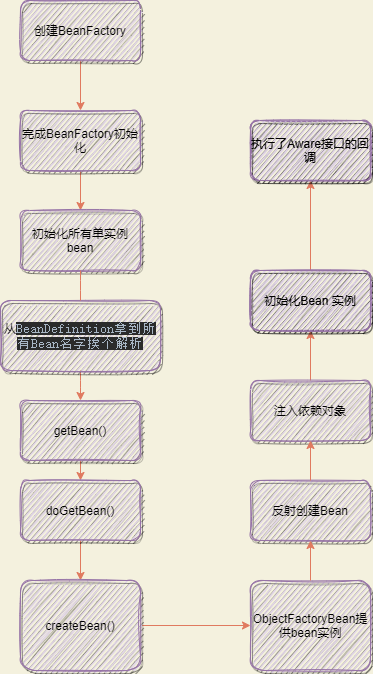 创建BeanFactory
完成BeanFactory初始
化
初始化所有单实例
bean
从BeanDefinition拿到所
有Bean名字挨个解析
getBean()
doGetBean()
createBean()
ObjectFactoryBean提
供bean实例
反射创建Bean
注入依赖对象
初始化Bean 实例
执行了Aware接口的回
调